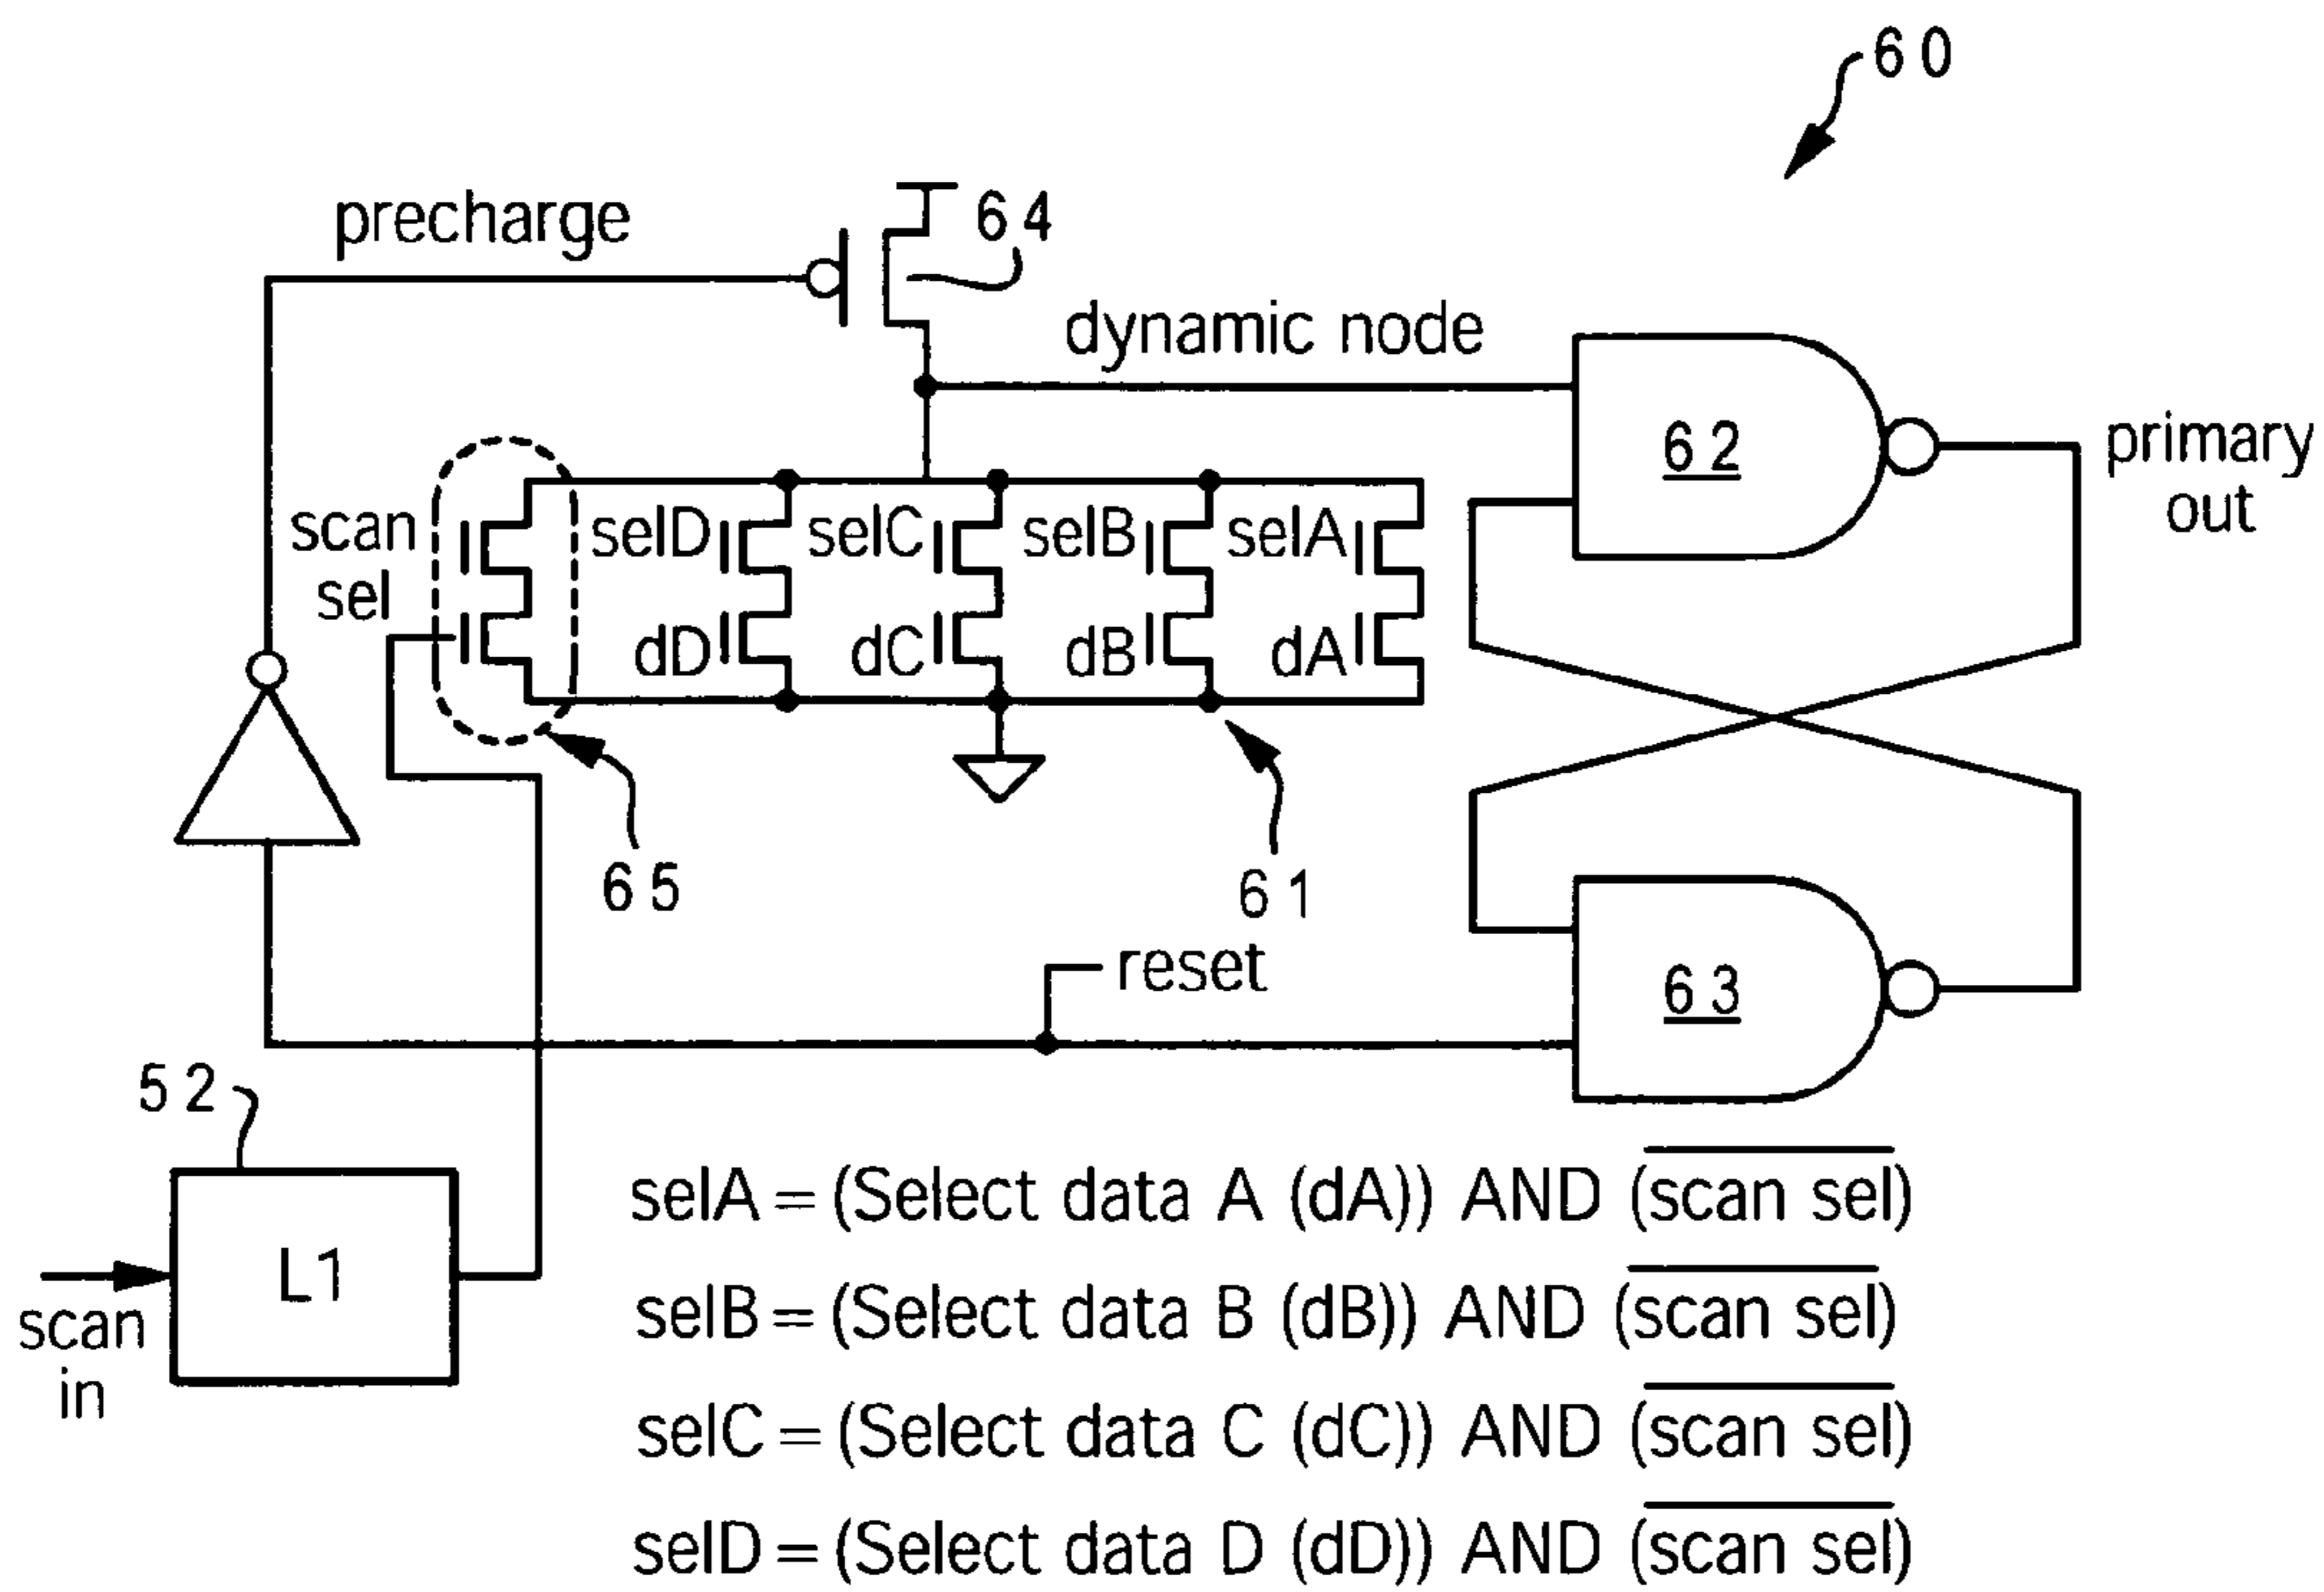 60
precharge
64
dynamic node
62
primary
out
scan
sel
selD
selC
selB
selA
dD
dC
dB
dA
65
61
reset
63
52
L1
scan
in
selA = (Select data A (dA)) AND (scan sel)
selB = (Select data B (dB)) AND (scan sel)
selC = (Select data C (dC)) AND (scan sel)
selD = (Select data D (dD)) AND (scan sel)